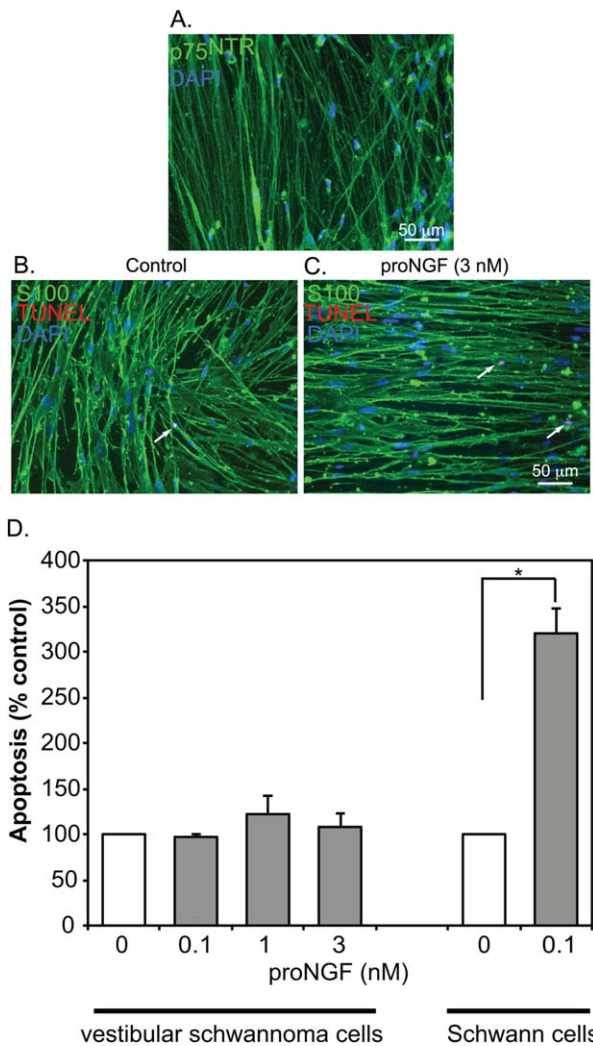 A.
p75NTR
DAPI
50 μm
B.
Control
C.
proNGF (3 nM)
S100
TUNEL
DAPI
S100
TUNEL
DAPI
50 μm
D.
400
350
300
250
200
150
100
50
0
Apoptosis (% control)
*
0 0.1 1 3 0 0.1
proNGF (nM)
vestibular schwannoma cells Schwann cells